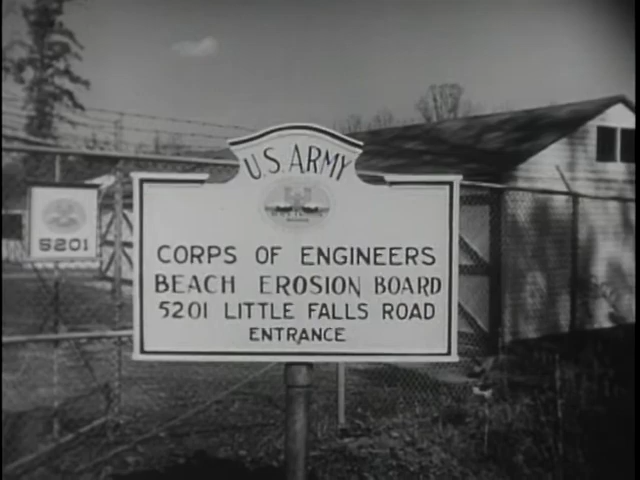 U.S. ARMY
CORPS OF ENGINEERS
BEACH EROSION BOARD
5201 LITTLE FALLS ROAD
ENTRANCE
5201